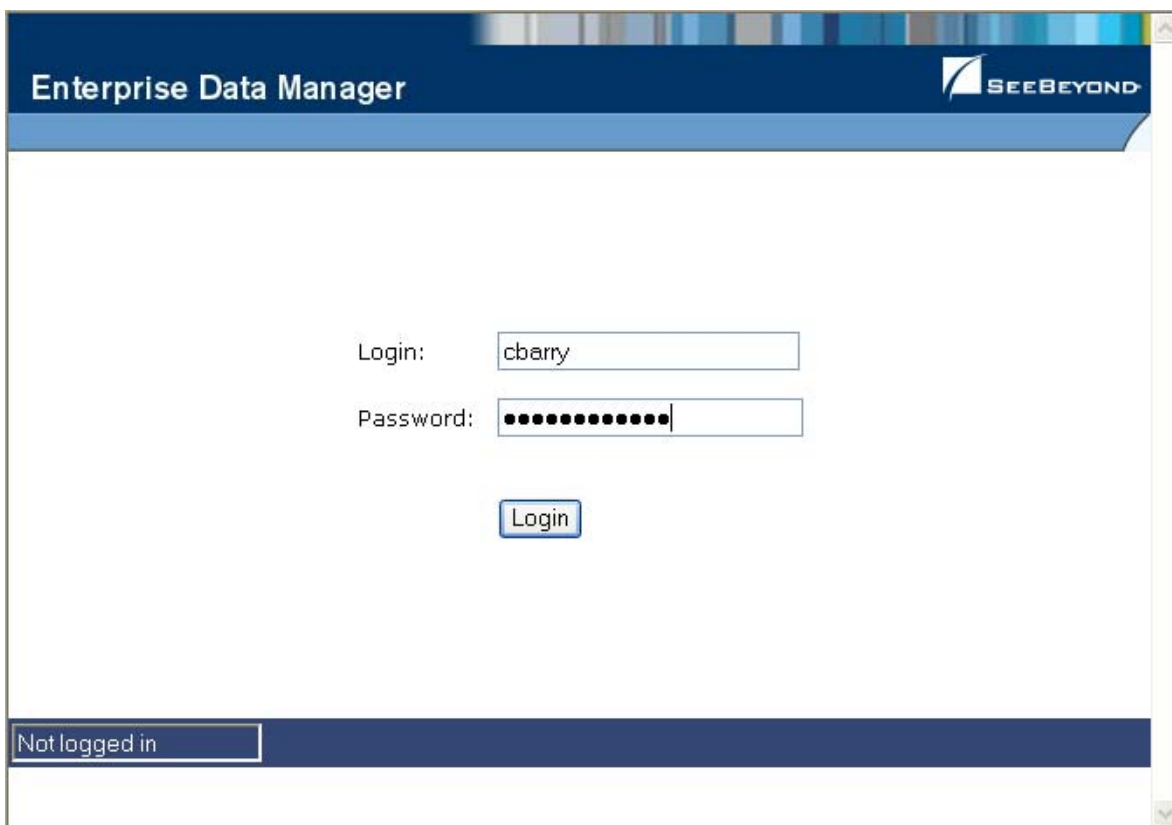 Enterprise Data Manager
SEEBEYOND
Login: cbarry
Password: ••••••••••••
Login
Not logged in